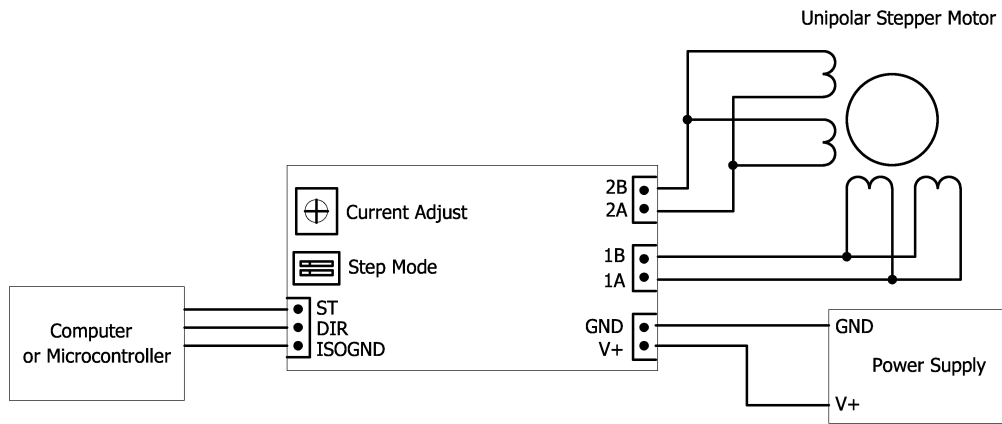 Unipolar Stepper Motor
2B
2A
Current Adjust
1B
1A
Step Mode
ST
DIR
ISOGND
GND
V+
Computer
or Microcontroller
GND
Power Supply
V+